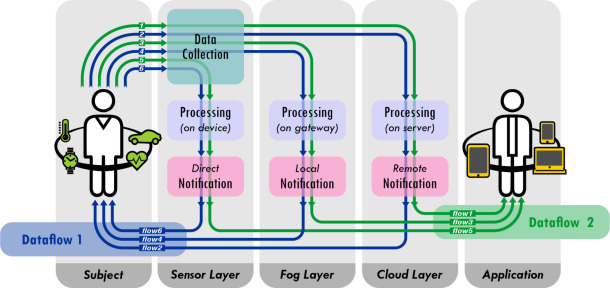 1
2
3
4
5
6
Data
Collection
Processing
(on device)
Processing
(on gateway)
Processing
(on server)
Direct
Notification
Local
Notification
Remote
Notification
Dataflow 1
flow6
flow4
flow2
flow1
flow3
flow5
Dataflow 2
Subject
Sensor Layer
Fog Layer
Cloud Layer
Application